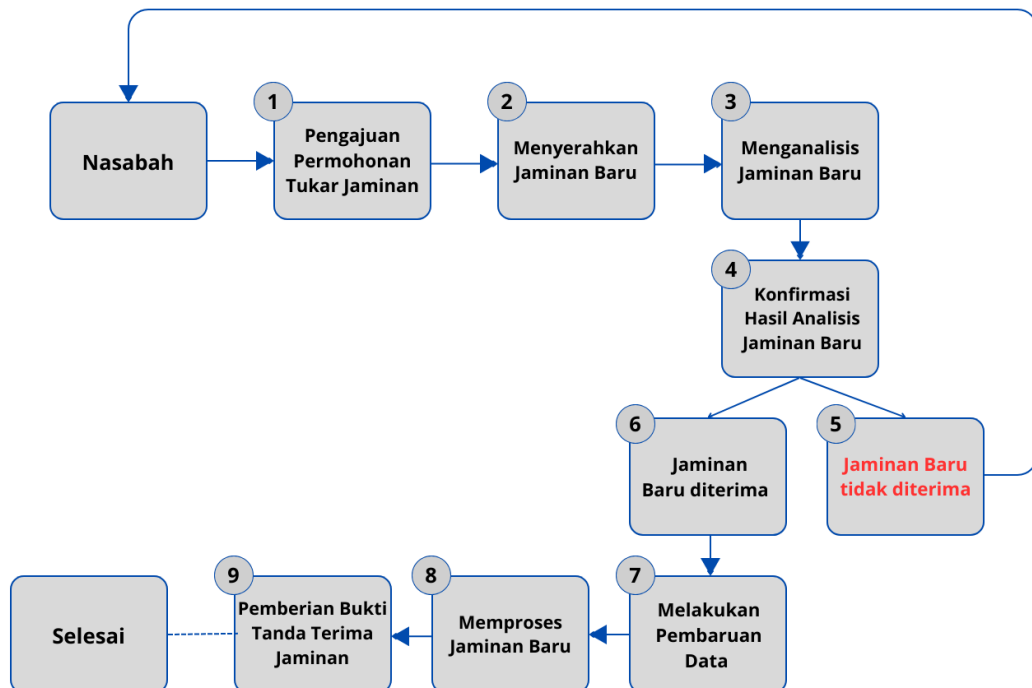 Nasabah
1
Pengajuan
Permohonan
Tukar Jaminan
2
Menyerahkan
Jaminan Baru
3
Menganalisis
Jaminan Baru
4
Konfirmasi
Hasil Analisis
Jaminan Baru
5
Jaminan Baru
tidak diterima
6
Jaminan
Baru diterima
7
Melakukan
Pembaruan
Data
8
Memproses
Jaminan Baru
9
Pemberian Bukti
Tanda Terima
Jaminan
Selesai